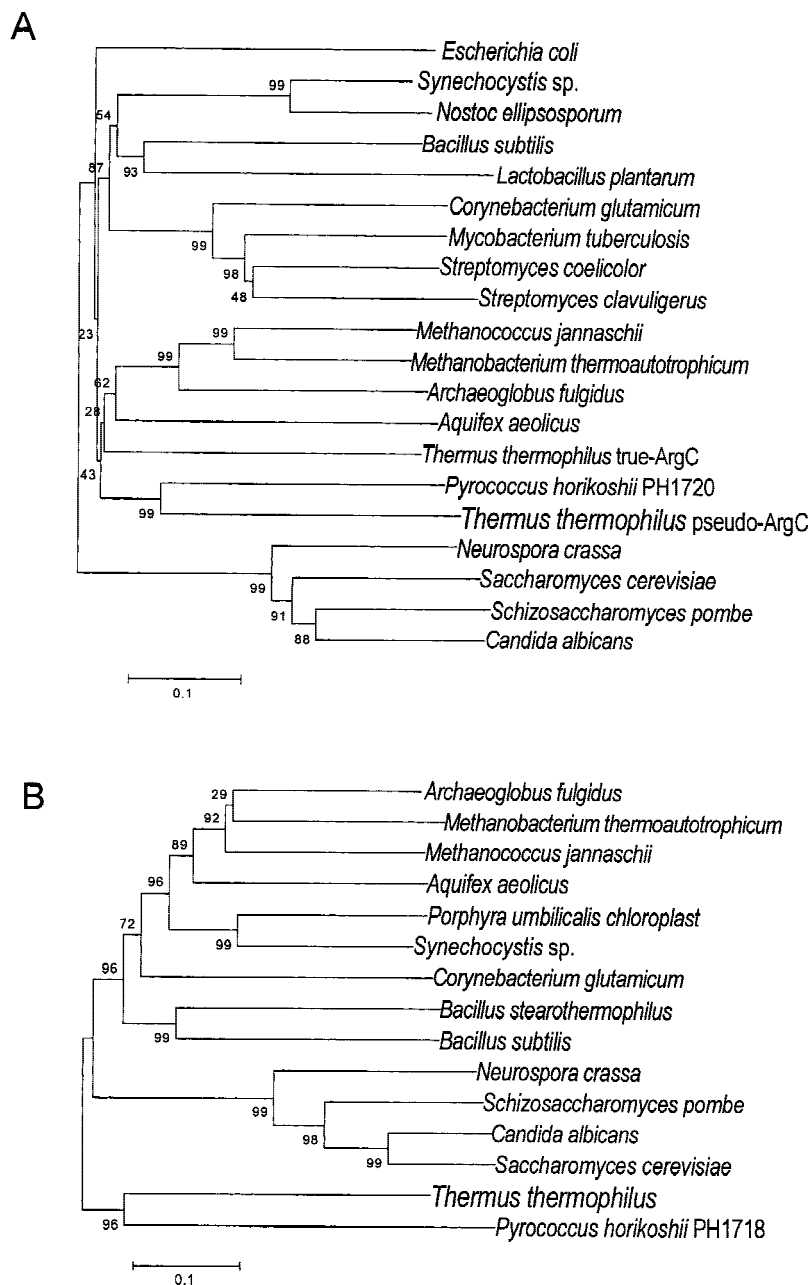 A
Escherichia coli
99
Synechocystis sp.
54
Nostoc ellipsosporum
Bacillus subtilis
87
93
Lactobacillus plantarum
Corynebacterium glutamicum
99
Mycobacterium tuberculosis
98
Streptomyces coelicolor
48
Streptomyces clavuligerus
23
99
Methanococcus jannaschii
99
Methanobacterium thermoautotrophicum
62
Archaeoglobus fulgidus
28
Aquifex aeolicus
Thermus thermophilus true-ArgC
43
Pyrococcus horikoshii PH1720
99
Thermus thermophilus pseudo-ArgC
Neurospora crassa
99
Saccharomyces cerevisiae
91
Schizosaccharomyces pombe
88
Candida albicans
0.1
B
29
Archaeoglobus fulgidus
92
Methanobacterium thermoautotrophicum
89
Methanococcus jannaschii
96
Aquifex aeolicus
72
Porphyra umbilicalis chloroplast
99
Synechocystis sp.
96
Corynebacterium glutamicum
Bacillus stearothermophilus
99
Bacillus subtilis
Neurospora crassa
99
Schizosaccharomyces pombe
98
Candida albicans
99
Saccharomyces cerevisiae
Thermus thermophilus
96
Pyrococcus horikoshii PH1718
0.1